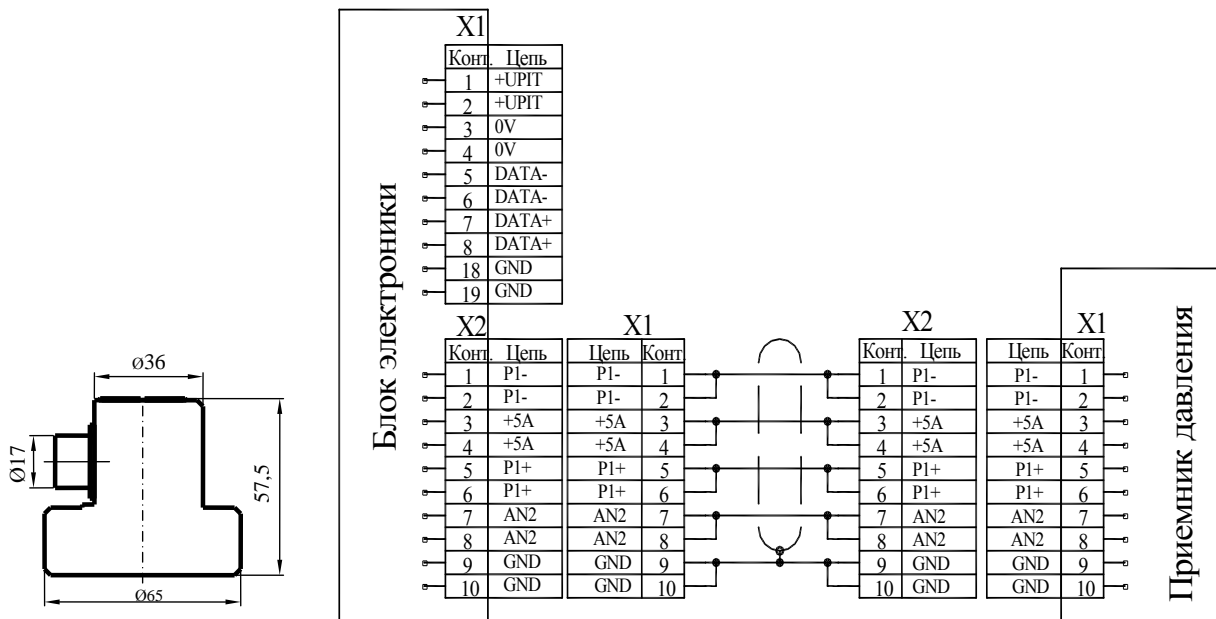 X1
Конт. Цепь
1 +UPIT
2 +UPIT
3 0V
4 0V
5 DATA-
6 DATA-
7 DATA+
8 DATA+
18 GND
19 GND
Блок электроники
X2
Конт. Цепь
1 P1-
2 P1-
3 +5A
4 +5A
5 P1+
6 P1+
7 AN2
8 AN2
9 GND
10 GND
X1
Цепь Конт.
P1- 1
P1- 2
+5A 3
+5A 4
P1+ 5
P1+ 6
AN2 7
AN2 8
GND 9
GND 10
X2
Конт. Цепь
1 P1-
2 P1-
3 +5A
4 +5A
5 P1+
6 P1+
7 AN2
8 AN2
9 GND
10 GND
X1
Цепь Конт.
P1- 1
P1- 2
+5A 3
+5A 4
P1+ 5
P1+ 6
AN2 7
AN2 8
GND 9
GND 10
Приемник давления
ø36
Ø17
57,5
Ø65